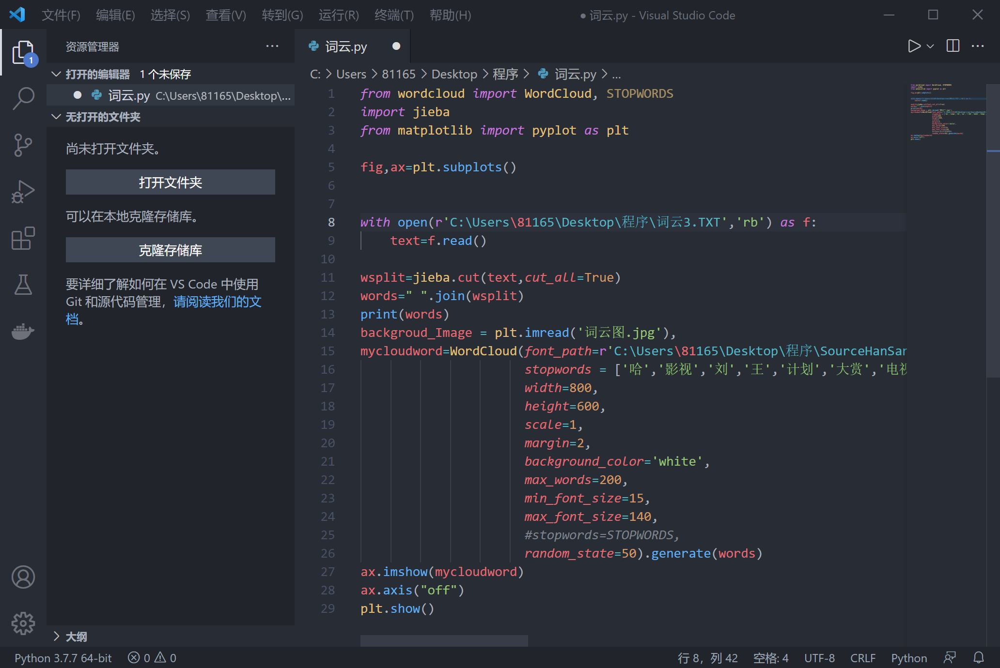 文件(F) 编辑(E) 选择(S) 查看(V) 转到(G) 运行(R) 终端(T) 帮助(H) ● 词云.py - Visual Studio Code
资源管理器
1
打开的编辑器 1 个未保存
词云.py C:\Users\81165\Desktop\...
无打开的文件夹
尚未打开文件夹。
打开文件夹
可以在本地克隆存储库。
克隆存储库
要详细了解如何在 VS Code 中使用
Git 和源代码管理，请阅读我们的文
档。
大纲
词云.py
C: > Users > 81165 > Desktop > 程序 > 词云.py > ...
1 from wordcloud import WordCloud, STOPWORDS
2 import jieba
3 from matplotlib import pyplot as plt
4
5 fig,ax=plt.subplots()
6
7
8 with open(r'C:\Users\81165\Desktop\程序\词云3.TXT','rb') as f:
9     text=f.read()
10
11 wsplit=jieba.cut(text,cut_all=True)
12 words=" ".join(wsplit)
13 print(words)
14 backgroud_Image = plt.imread('词云图.jpg'),
15 mycloudword=WordCloud(font_path=r'C:\Users\81165\Desktop\程序\SourceHanSan
16 stopwords = ['哈','影视','刘','王','计划','大赏','电视
17 width=800,
18 height=600,
19 scale=1,
20 margin=2,
21 background_color='white',
22 max_words=200,
23 min_font_size=15,
24 max_font_size=140,
25 #stopwords=STOPWORDS,
26 random_state=50).generate(words)
27 ax.imshow(mycloudword)
28 ax.axis("off")
29 plt.show()
Python 3.7.7 64-bit 0 0 行 8，列 42 空格: 4 UTF-8 CRLF Python